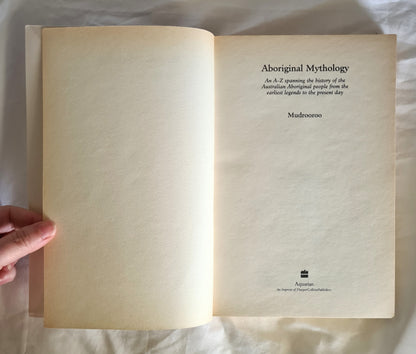 Aboriginal Mythology
An A-Z spanning the history of the
Australian Aboriginal people from the
earliest legends to the present day
Mudrooroo
Aquarian
An Imprint of HarperCollinsPublishers